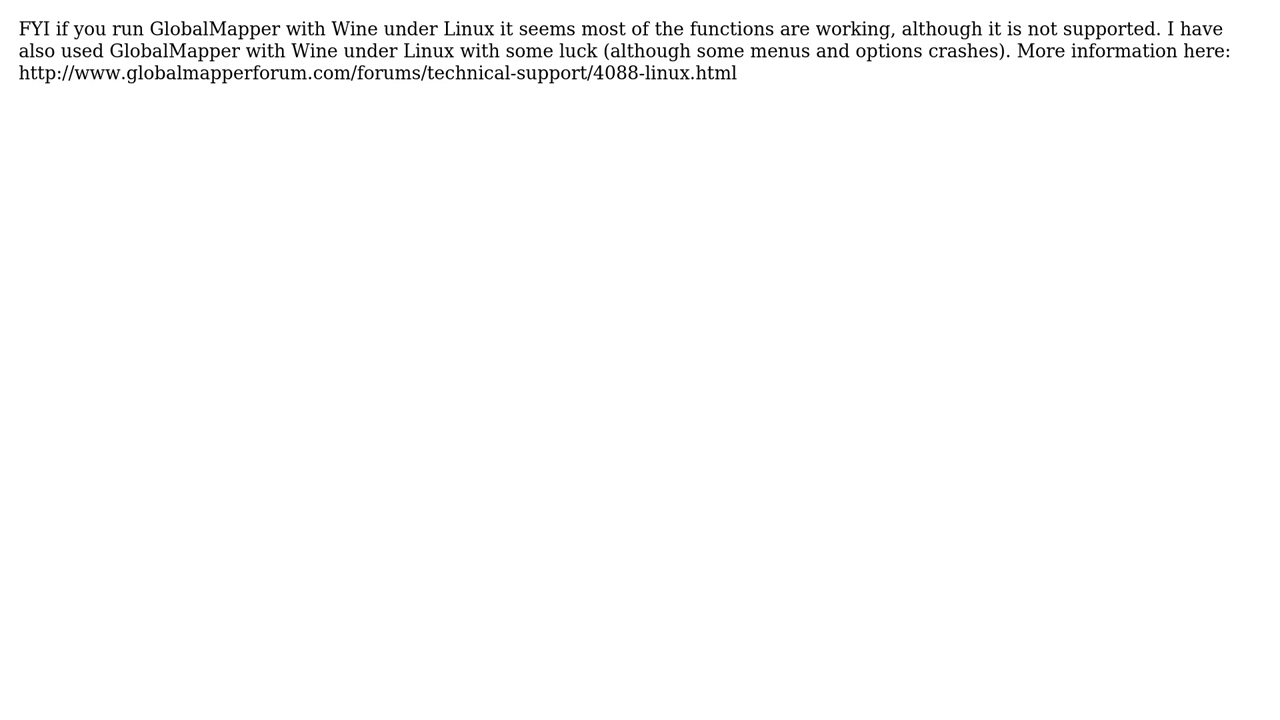 FYI if you run GlobalMapper with Wine under Linux it seems most of the functions are working, although it is not supported. I have
also used GlobalMapper with Wine under Linux with some luck (although some menus and options crashes). More information here:
http://www.globalmapperforum.com/forums/technical-support/4088-linux.html